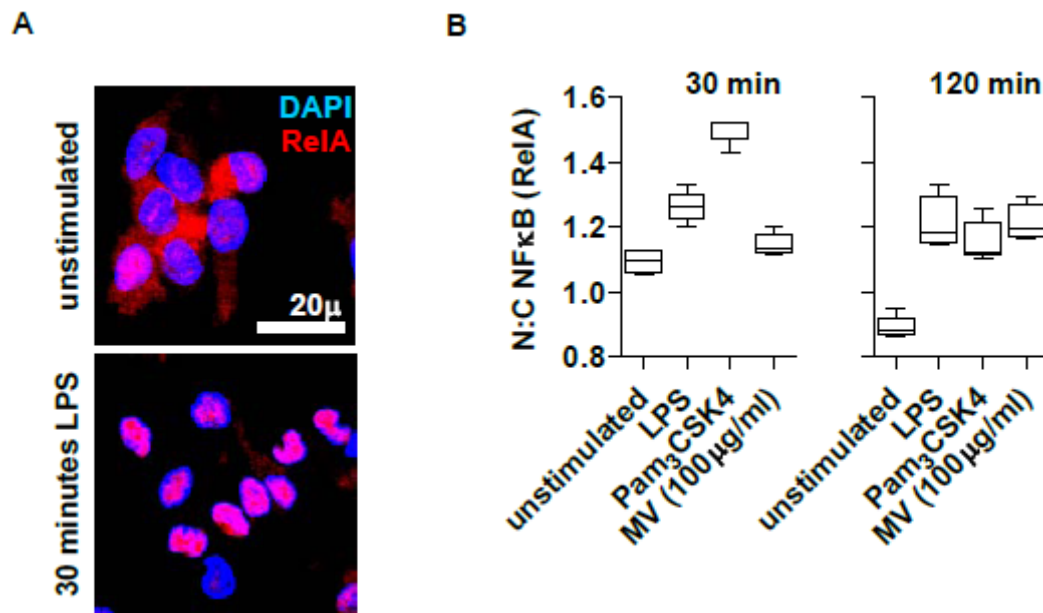 A
unstimulated
DAPI
RelA
20μ
30 minutes LPS
B
30 min
120 min
N:C NFκB (RelA)
1.6
1.4
1.2
1.0
0.8
unstimulated
LPS
Pam₃CSK4
MV (100μg/ml)
unstimulated
LPS
Pam₃CSK4
MV (100μg/ml)